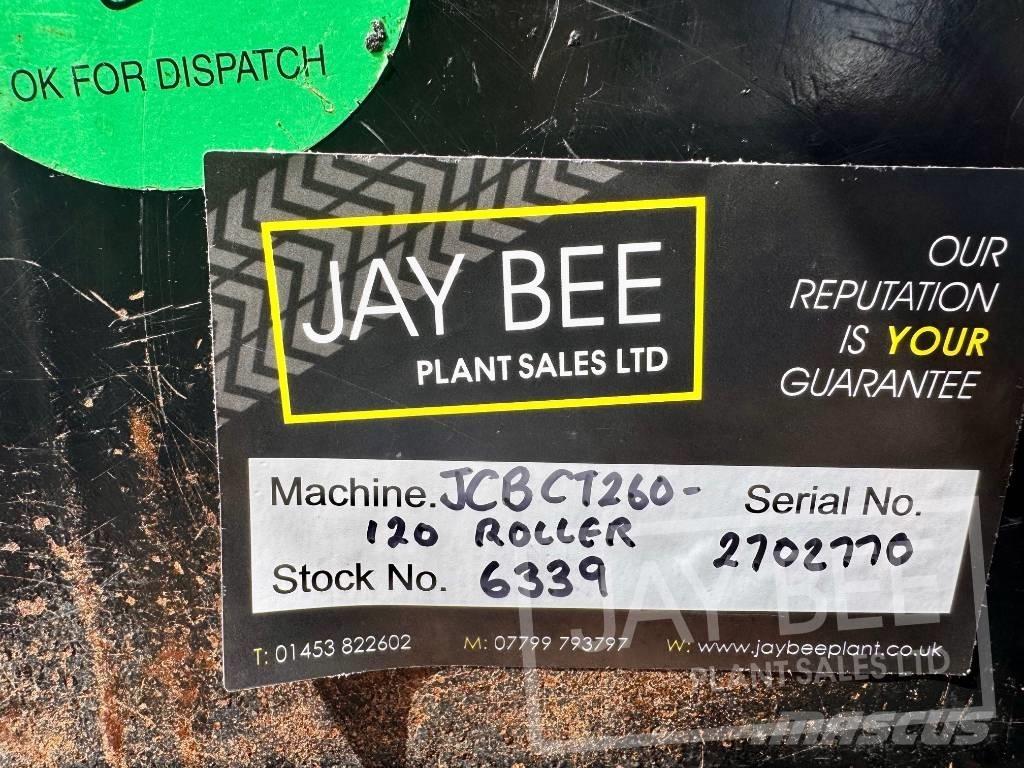 OK FOR DISPATCH
JAY BEE
PLANT SALES LTD
OUR
REPUTATION
IS YOUR
GUARANTEE
Machine. JCB CT260-
120 ROLLER
Serial No.
2702770
Stock No. 6339
T: 01453 822602 M: 07799 793797 W: www.jaybeeplant.co.uk
JAY BEE
PLANT SALES LTD
mascus